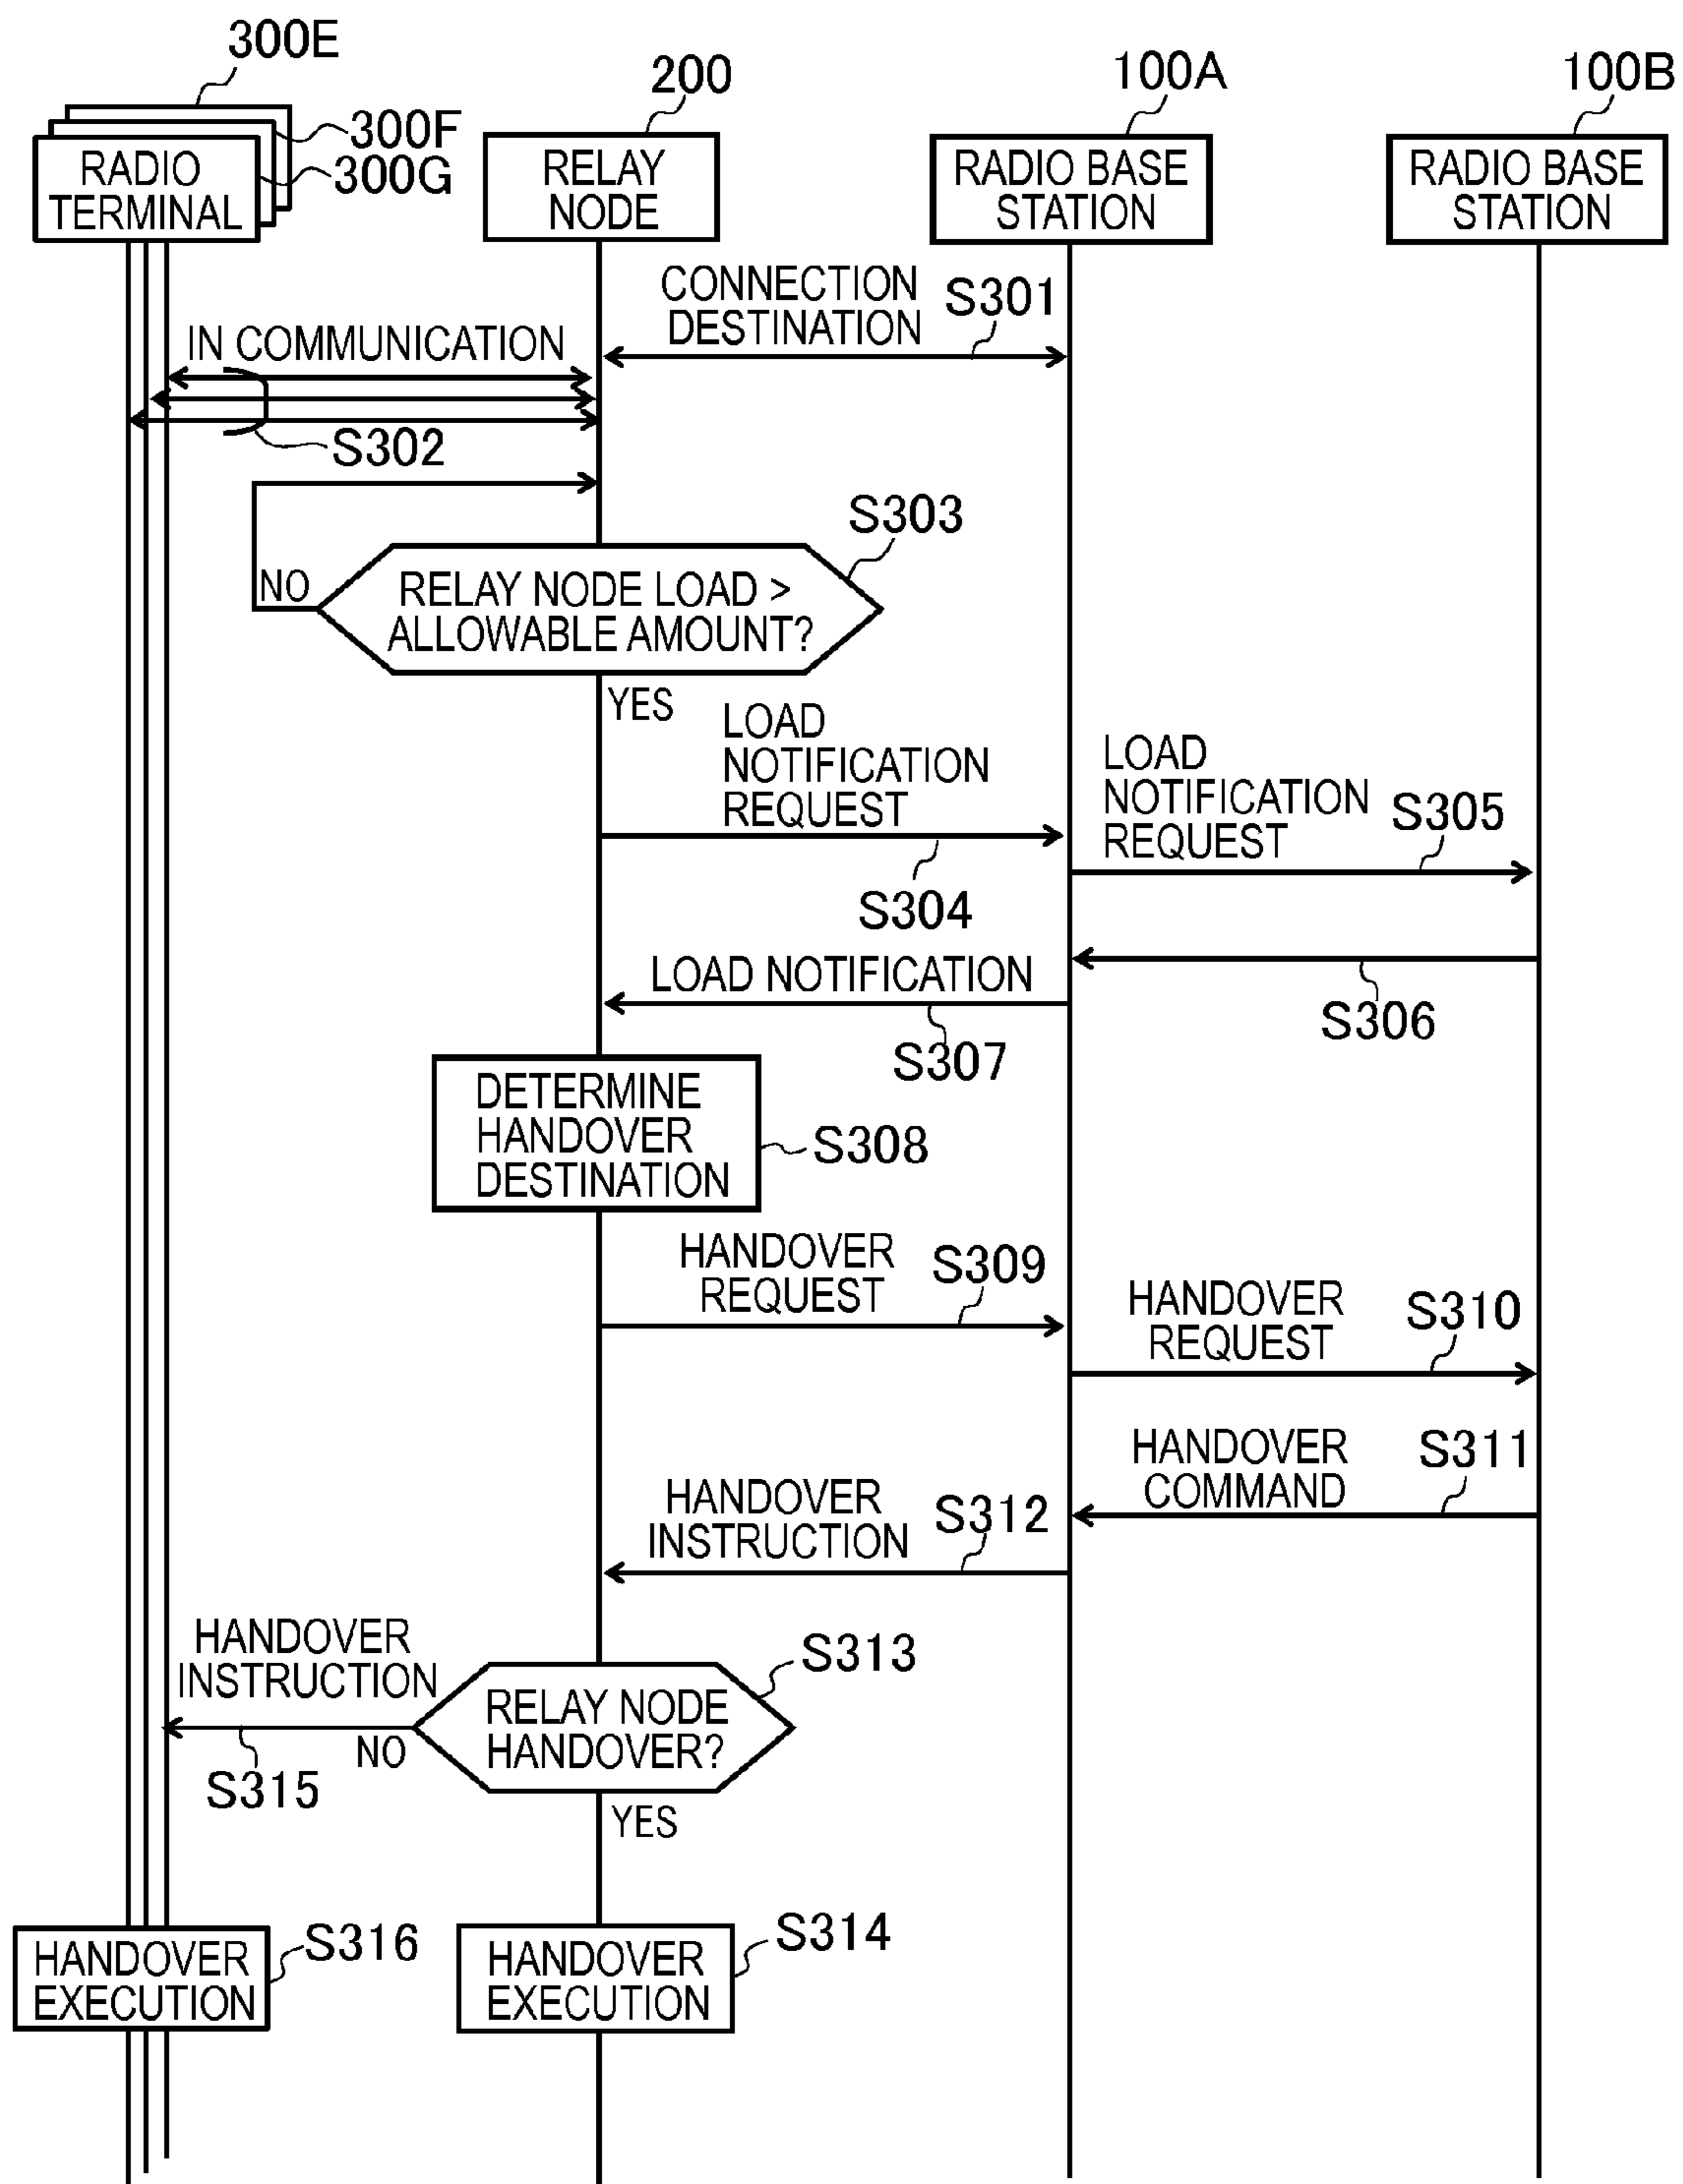 300E
200
100A
100B
300F
300G
RADIO
TERMINAL
RELAY
NODE
RADIO BASE
STATION
RADIO BASE
STATION
CONNECTION
DESTINATION
S301
IN COMMUNICATION
S302
S303
NO
RELAY NODE LOAD >
ALLOWABLE AMOUNT?
YES
LOAD
NOTIFICATION
REQUEST
S304
LOAD
NOTIFICATION
REQUEST
S305
S306
LOAD NOTIFICATION
S307
DETERMINE
HANDOVER
DESTINATION
S308
HANDOVER
REQUEST
S309
HANDOVER
REQUEST
S310
HANDOVER
COMMAND
S311
HANDOVER
INSTRUCTION
S312
HANDOVER
INSTRUCTION
S313
RELAY NODE
HANDOVER?
NO
S315
YES
HANDOVER
EXECUTION
S316
HANDOVER
EXECUTION
S314